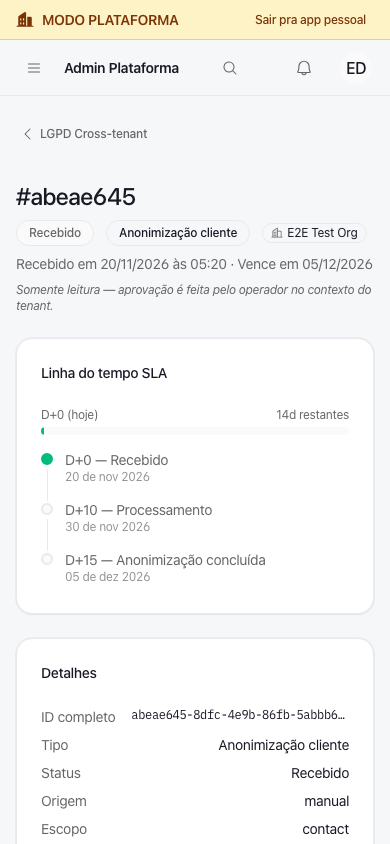 MODO PLATAFORMA
Sair pra app pessoal
Admin Plataforma
ED
LGPD Cross-tenant
#abeae645
Recebido
Anonimização cliente
E2E Test Org
Recebido em 20/11/2026 às 05:20 · Vence em 05/12/2026
Somente leitura — aprovação é feita pelo operador no contexto do
tenant.
Linha do tempo SLA
D+0 (hoje)
14d restantes
D+0 — Recebido
20 de nov 2026
D+10 — Processamento
30 de nov 2026
D+15 — Anonimização concluída
05 de dez 2026
Detalhes
ID completo abeae645-8dfc-4e9b-86fb-5abbb6…
Tipo Anonimização cliente
Status Recebido
Origem manual
Escopo contact